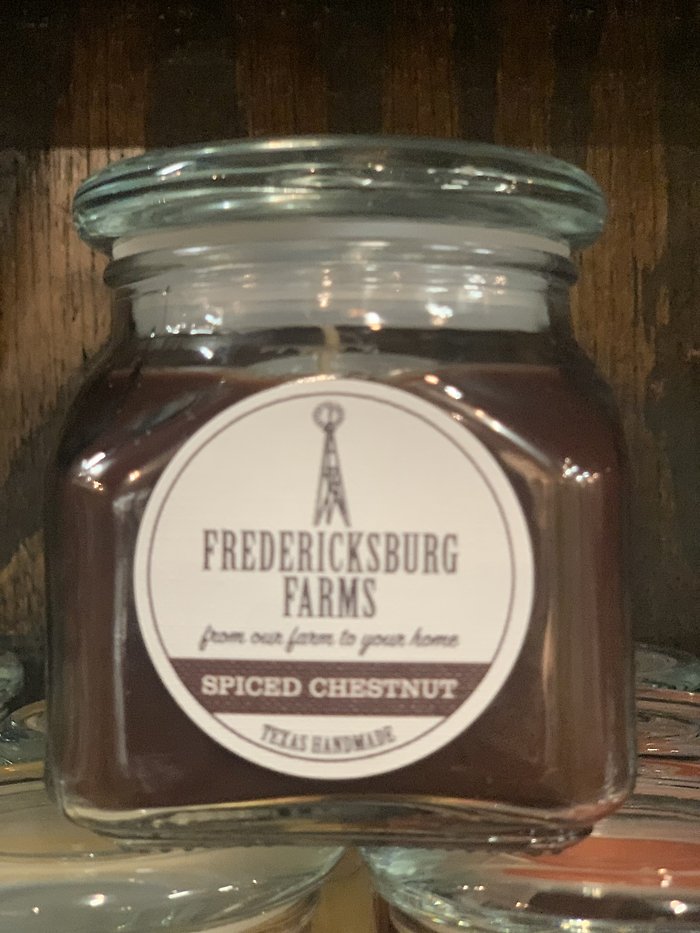 FREDERICKSBURG
FARMS
from our farm to your home
SPICED CHESTNUT
TEXAS HANDMADE